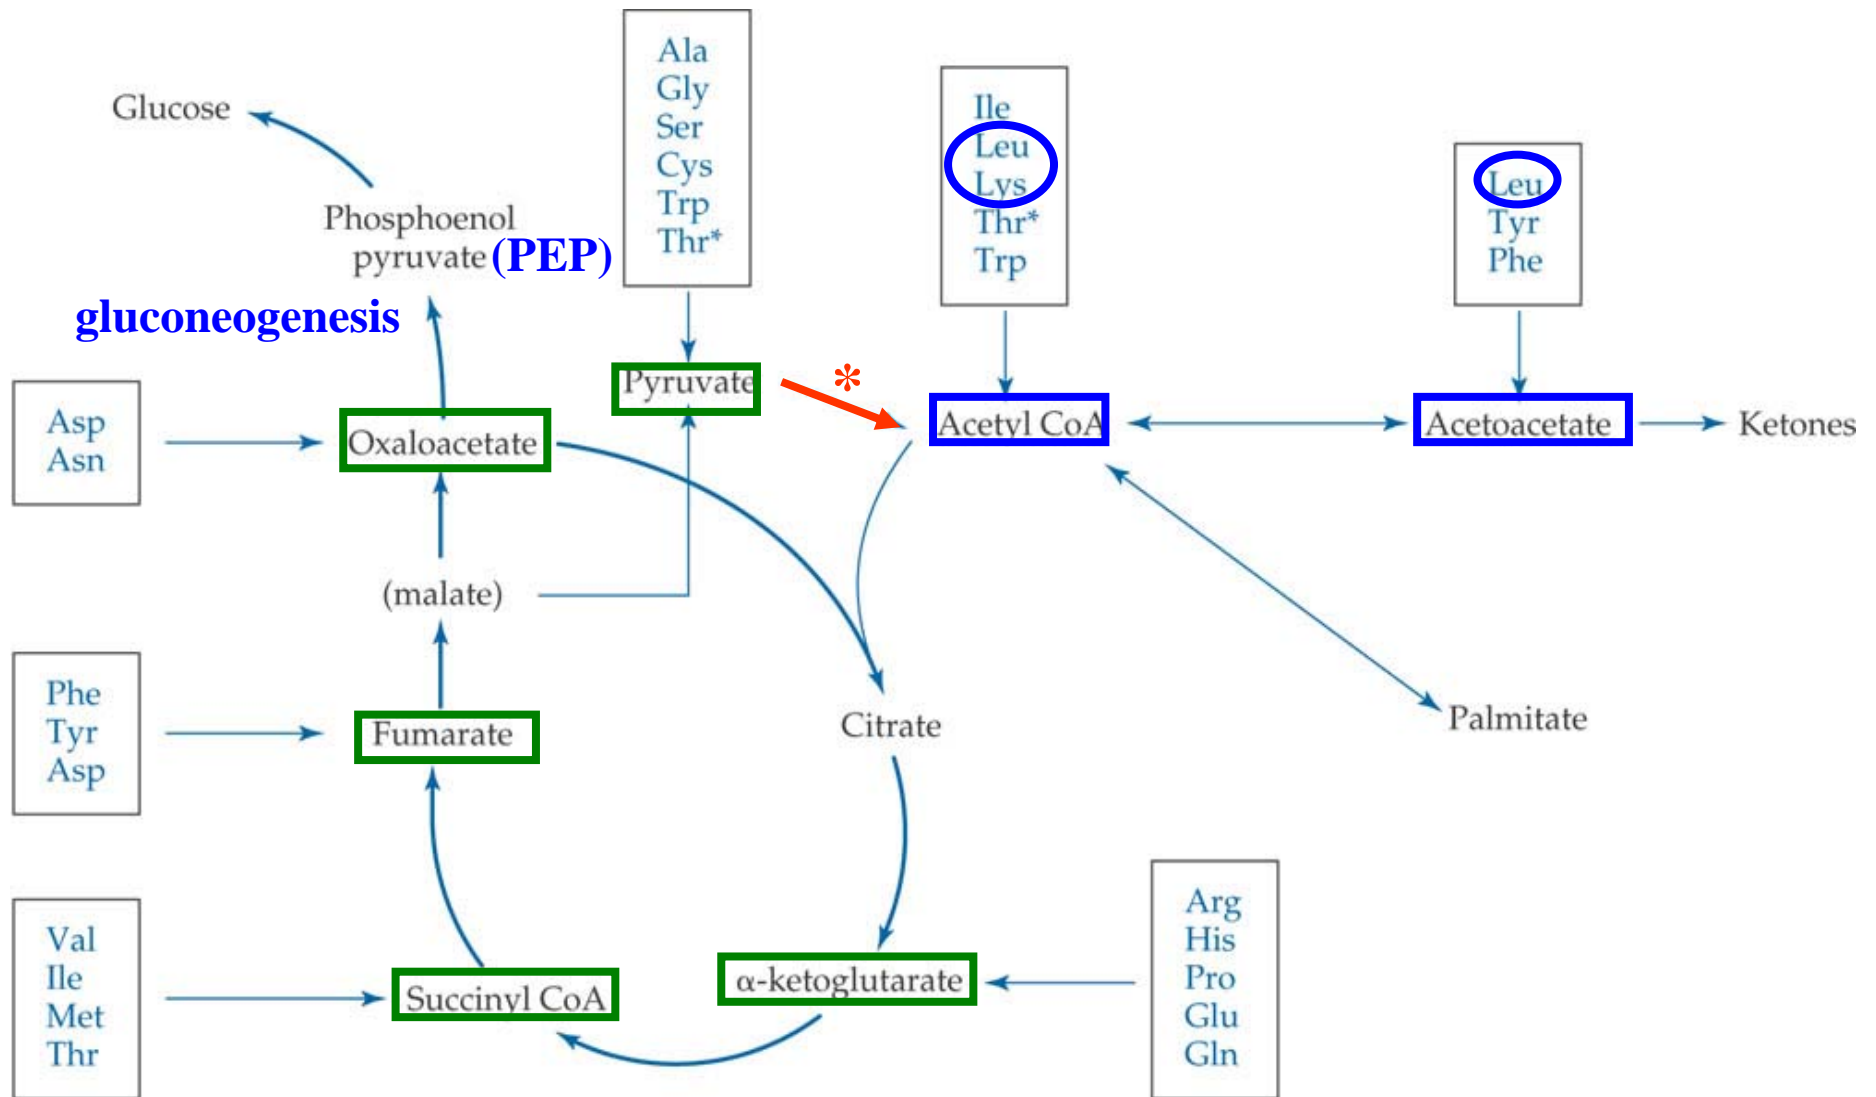 Glucose
Phosphoenol
pyruvate (PEP)
gluconeogenesis
Ala
Gly
Ser
Cys
Trp
Thr*
Ile
Leu
Lys
Thr*
Trp
Leu
Tyr
Phe
Pyruvate
*
Acetyl CoA
Acetoacetate
Ketones
Asp
Asn
Oxaloacetate
(malate)
Phe
Tyr
Asp
Fumarate
Citrate
Palmitate
Val
Ile
Met
Thr
Succinyl CoA
α-ketoglutarate
Arg
His
Pro
Glu
Gln